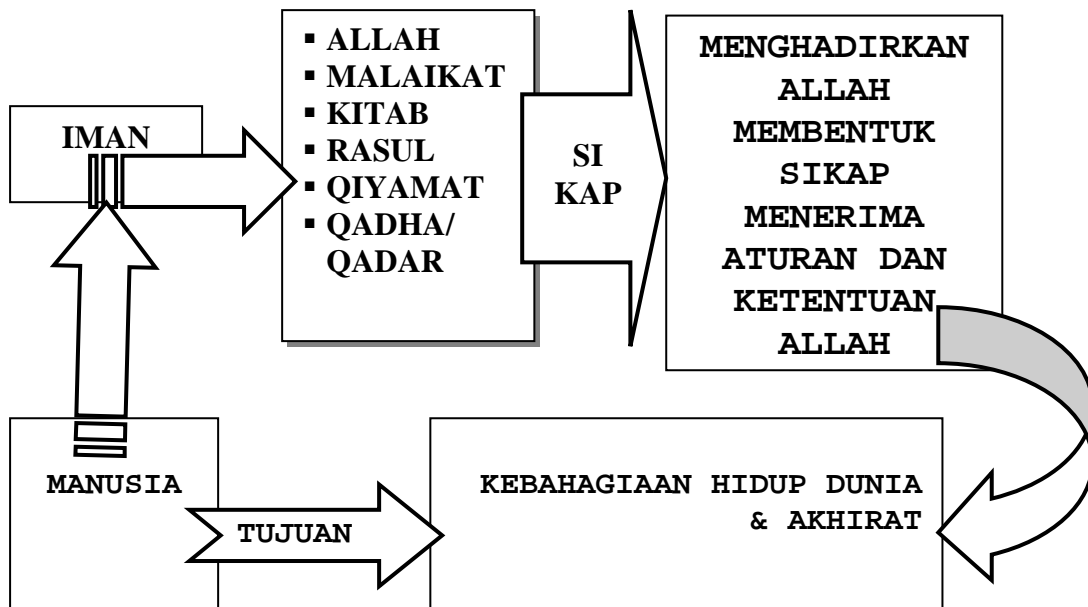 IMAN
▪ ALLAH
▪ MALAIKAT
▪ KITAB
▪ RASUL
▪ QIYAMAT
▪ QADHA/
QADAR
SI
KAP
MENGHADIRKAN
ALLAH
MEMBENTUK
SIKAP
MENERIMA
ATURAN DAN
KETENTUAN
ALLAH
MANUSIA
TUJUAN
KEBAHAGIAAN HIDUP DUNIA
& AKHIRAT